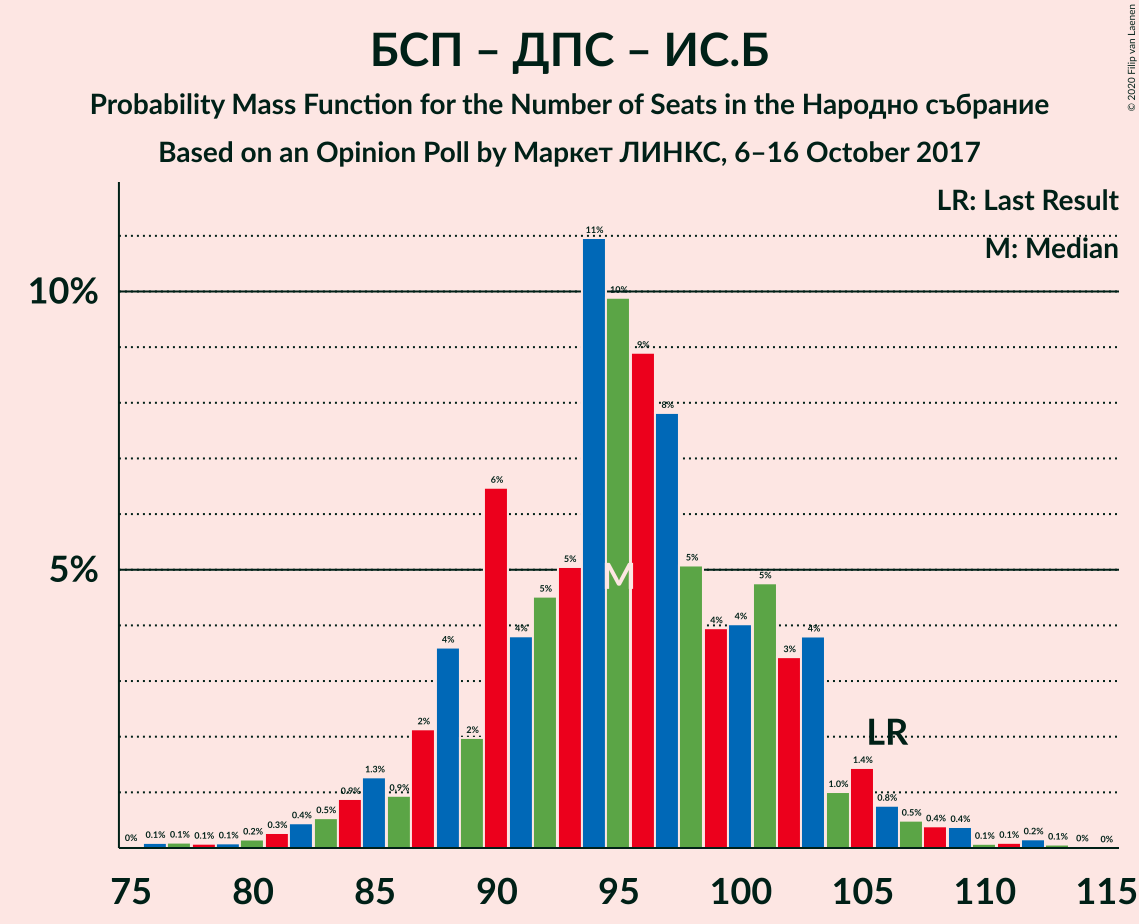 БСП – ДПС – ИС.Б
Probability Mass Function for the Number of Seats in the Народно събрание
Based on an Opinion Poll by Маркет ЛИНКС, 6–16 October 2017
© 2020 Filip van Laenen
LR: Last Result
M: Median
10%
5%
0% 0.1% 0.1% 0.1% 0.1% 0.2% 0.3% 0.4% 0.5% 0.9% 1.3% 0.9% 2% 4% 2% 6% 4% 5% 5% 11% 10% 9% 8% 5% 4% 4% 5% 3% 4% 1.0% 1.4% 0.8% 0.5% 0.4% 0.4% 0.1% 0.1% 0.2% 0.1% 0% 0%
M
LR
75 80 85 90 95 100 105 110 115